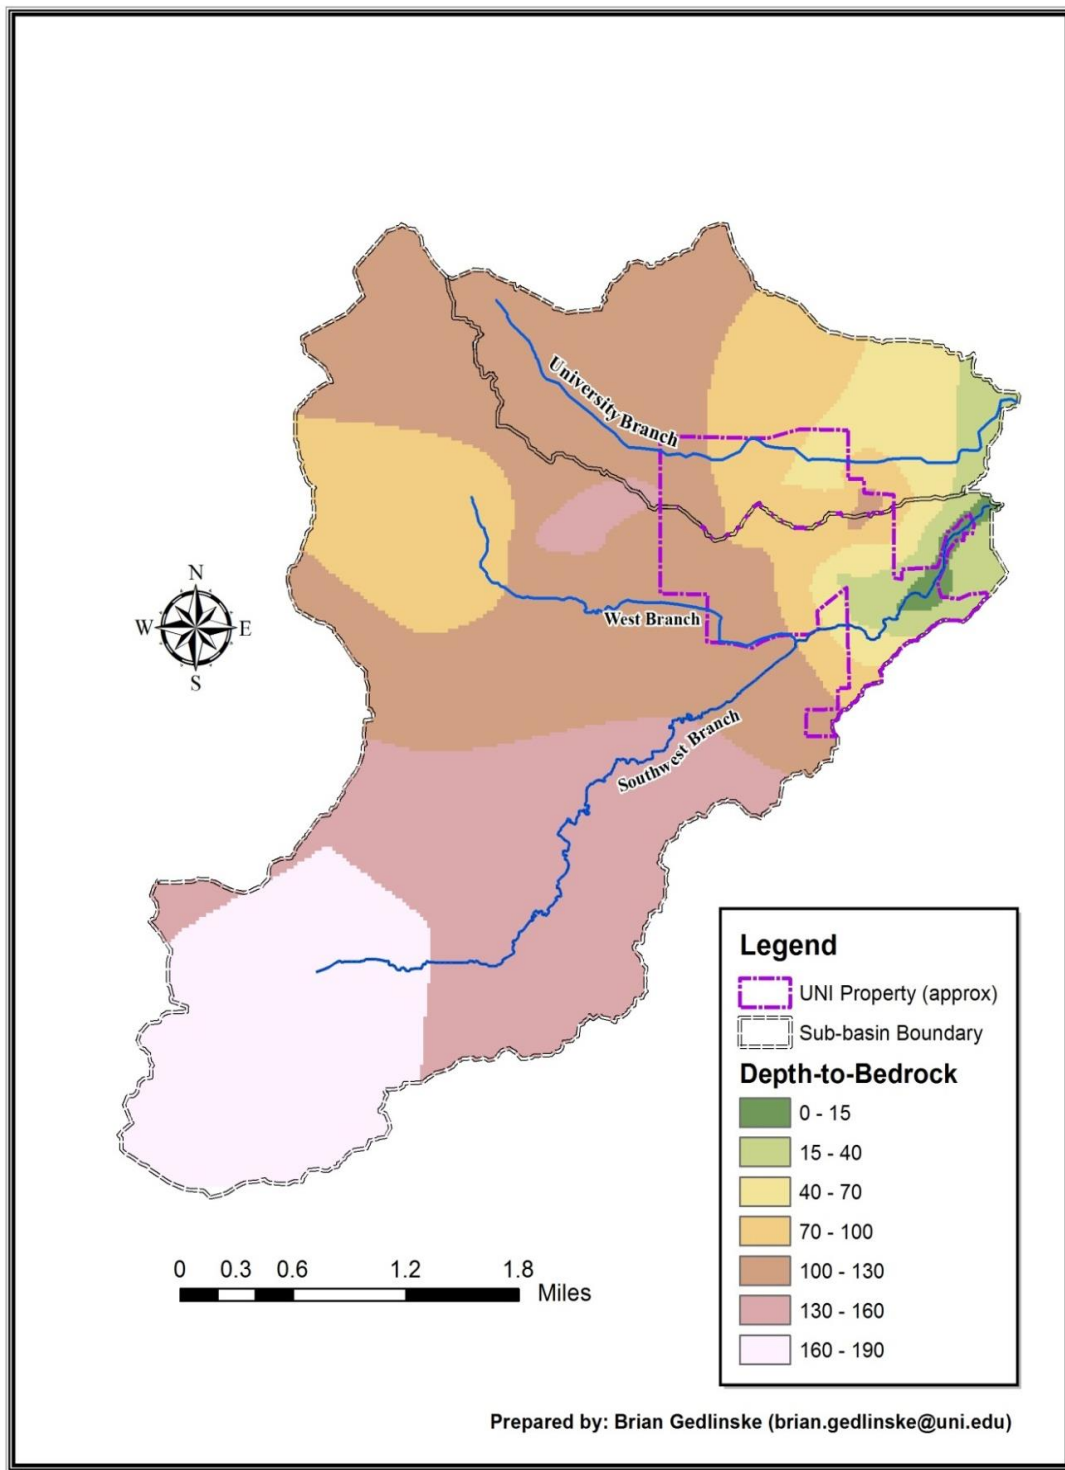 University Branch
N
W
E
S
West Branch
Southwest Branch
Legend
UNI Property (approx)
Sub-basin Boundary
Depth-to-Bedrock
0 - 15
15 - 40
40 - 70
70 - 100
100 - 130
130 - 160
160 - 190
0 0.3 0.6 1.2 1.8
Miles
Prepared by: Brian Gedlinske (brian.gedlinske@uni.edu)